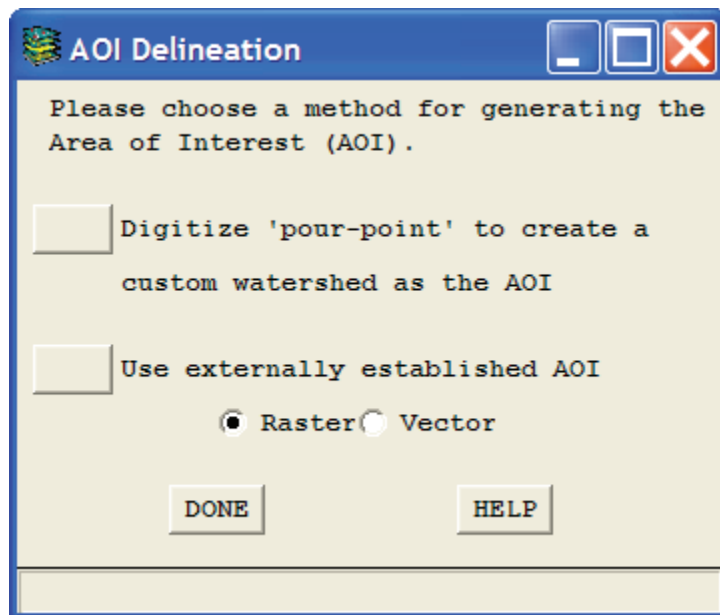 AOI Delineation
Please choose a method for generating the
Area of Interest (AOI).
Digitize 'pour-point' to create a
custom watershed as the AOI
Use externally established AOI
Raster Vector
DONE HELP